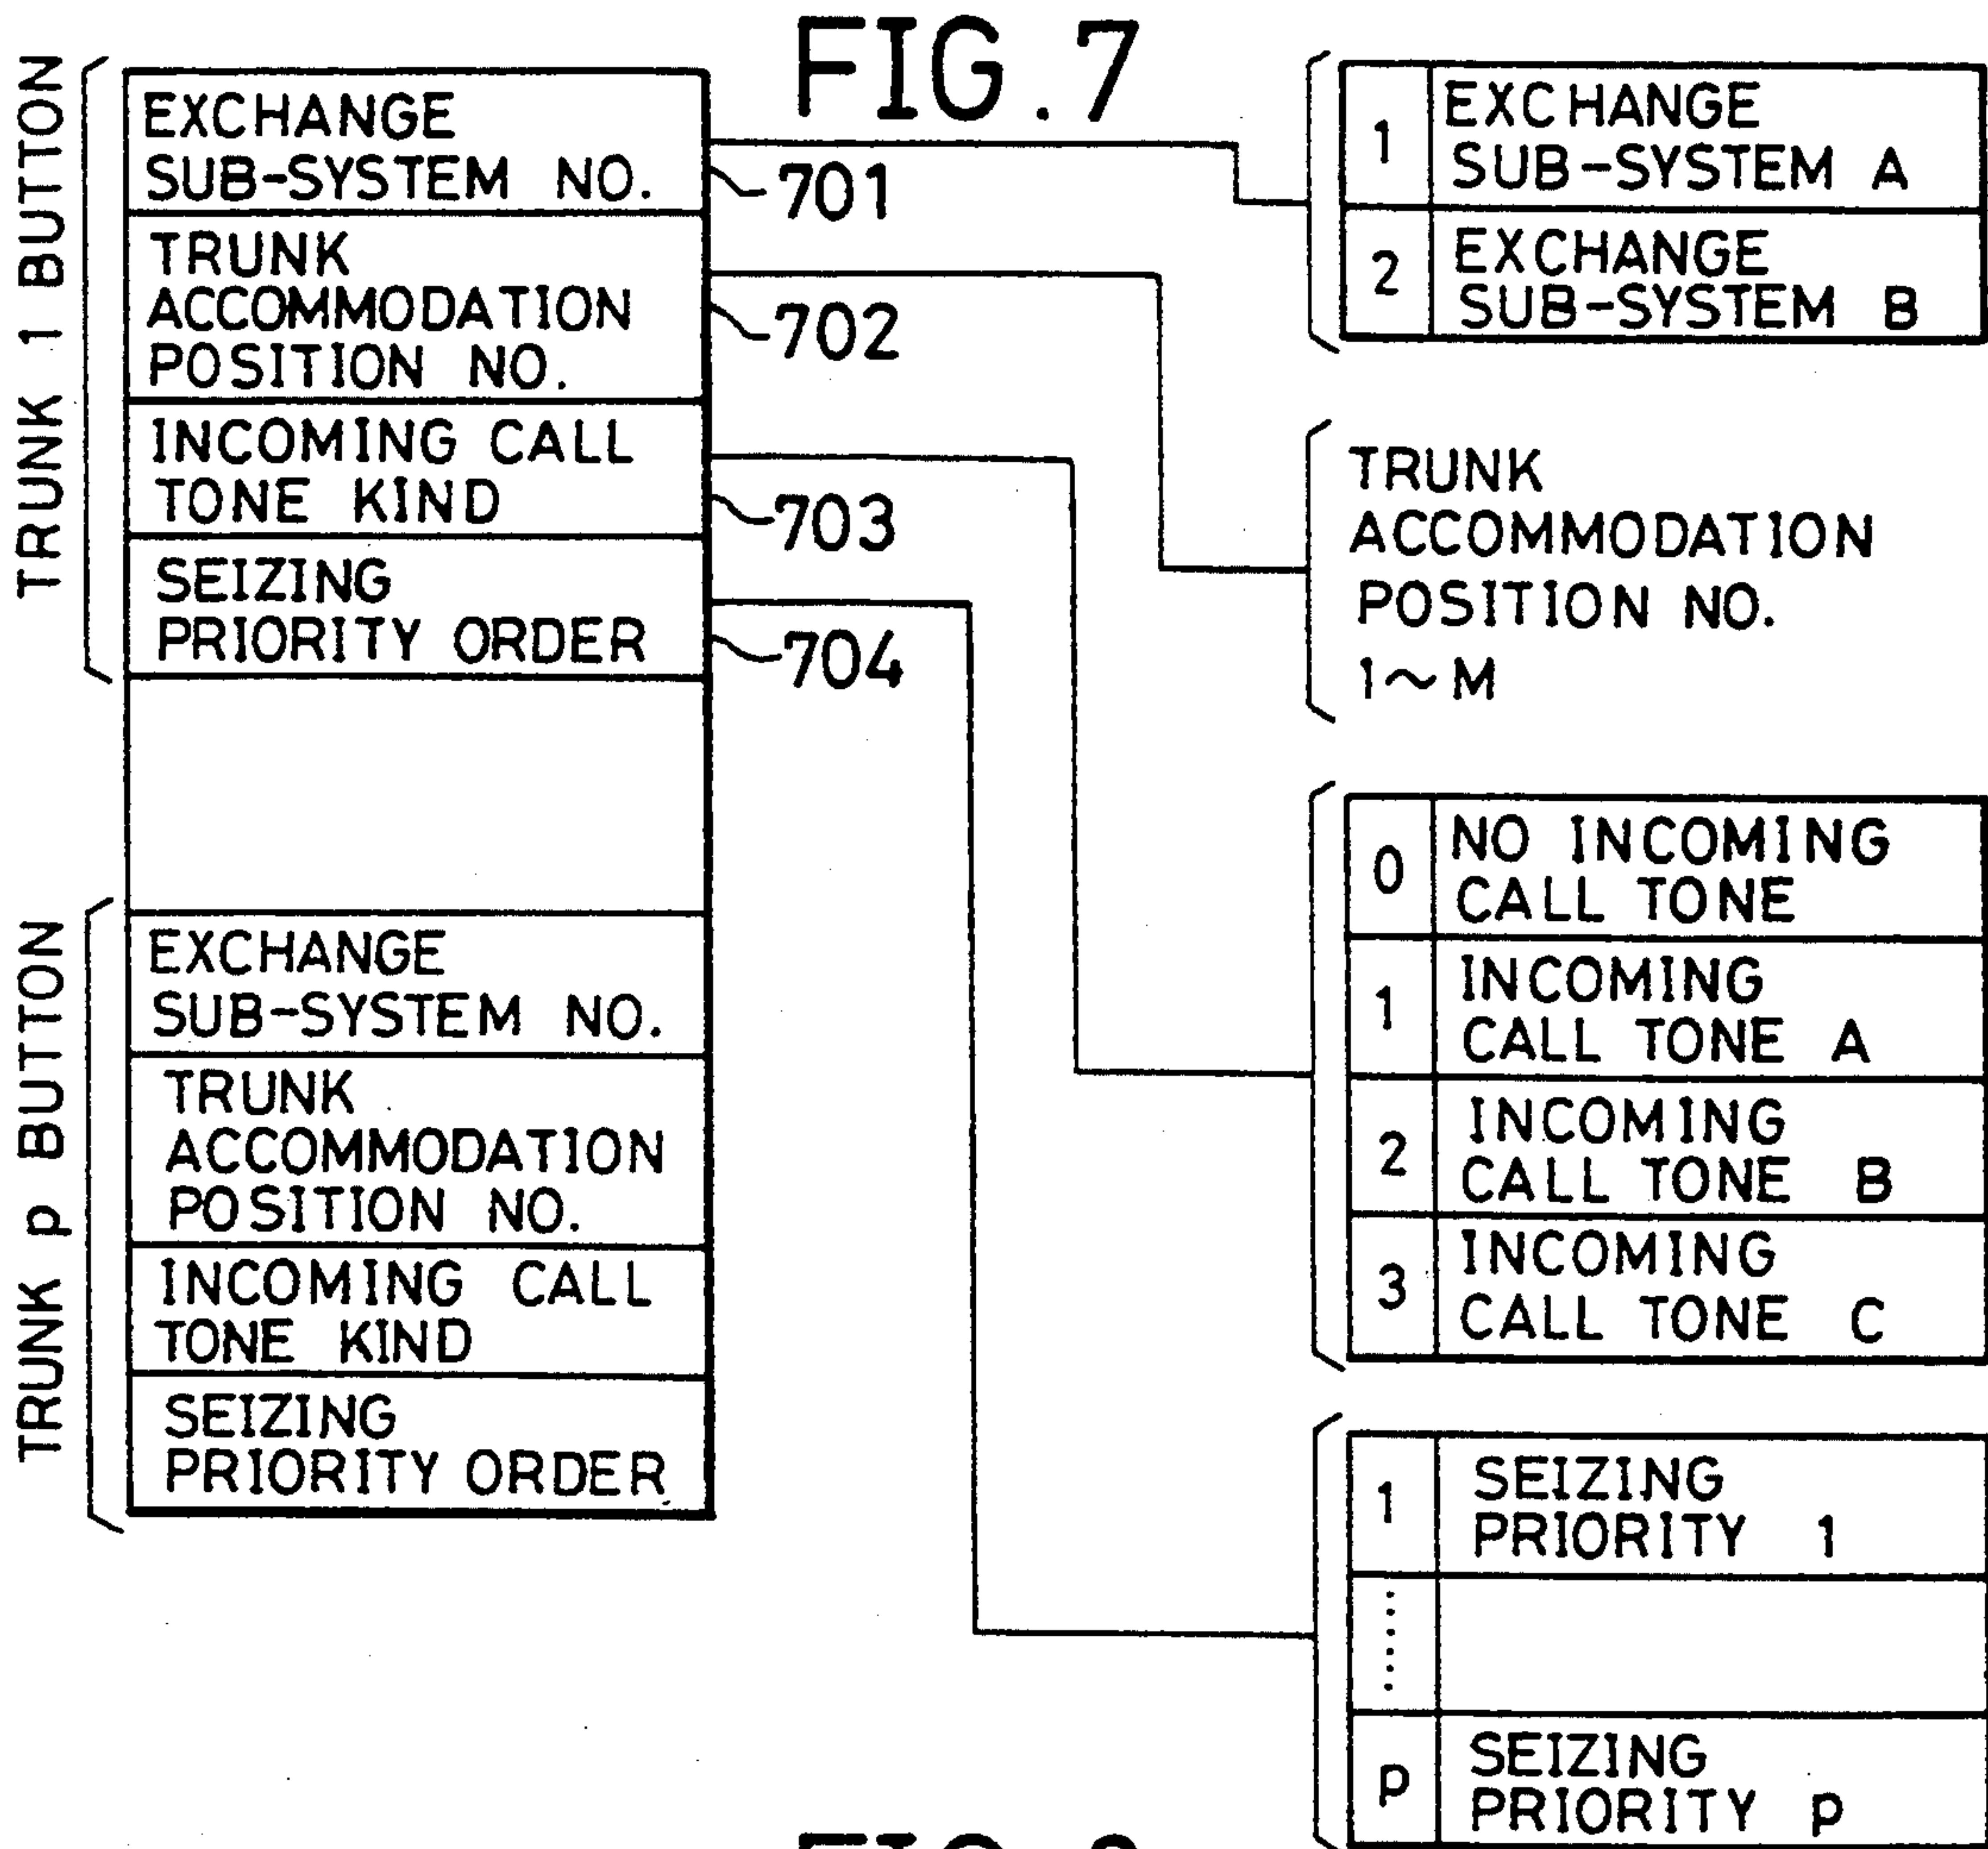 FIG.7
TRUNK 1 BUTTON
EXCHANGE
SUB-SYSTEM NO.
701
TRUNK
ACCOMMODATION
POSITION NO.
702
INCOMING CALL
TONE KIND
703
SEIZING
PRIORITY ORDER
704
TRUNK p BUTTON
EXCHANGE
SUB-SYSTEM NO.
TRUNK
ACCOMMODATION
POSITION NO.
INCOMING CALL
TONE KIND
SEIZING
PRIORITY ORDER
1 EXCHANGE
SUB-SYSTEM A
2 EXCHANGE
SUB-SYSTEM B
TRUNK
ACCOMMODATION
POSITION NO.
1~M
0 NO INCOMING
CALL TONE
1 INCOMING
CALL TONE A
2 INCOMING
CALL TONE B
3 INCOMING
CALL TONE C
1 SEIZING
PRIORITY 1
......
p SEIZING
PRIORITY p